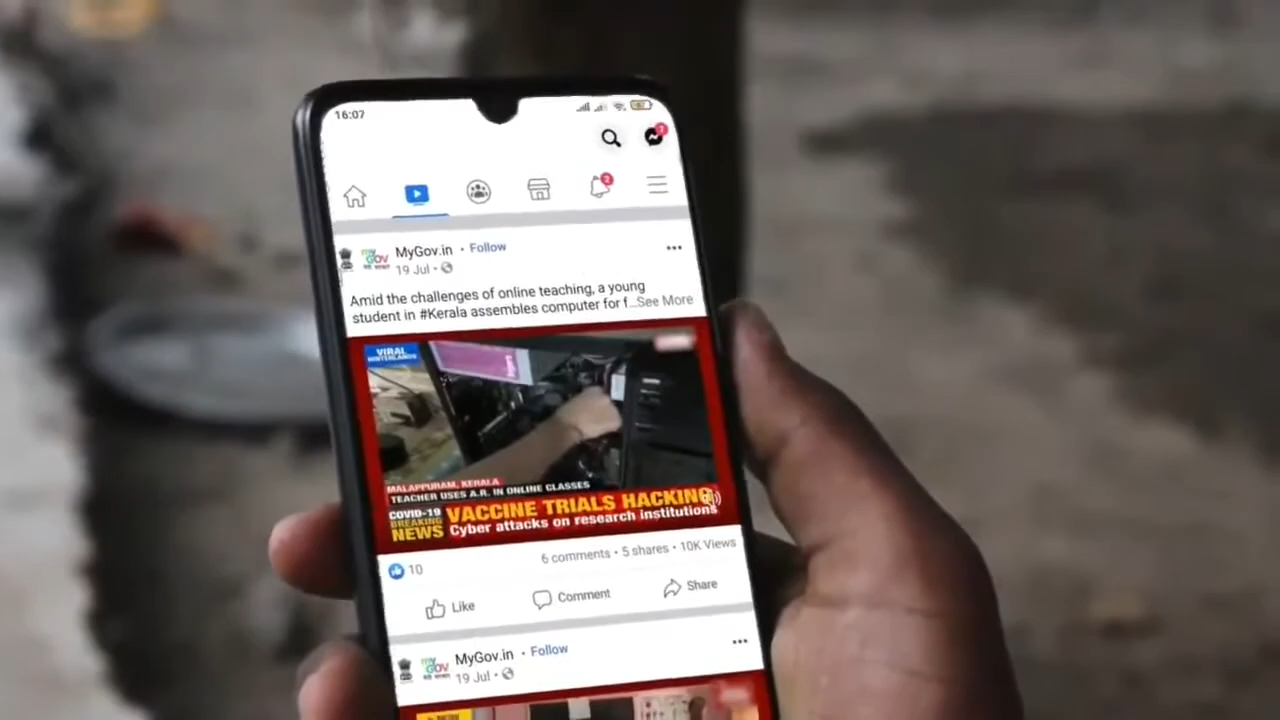 16:07
7
2
MyGov.in · Follow
19 Jul ·
Amid the challenges of online teaching, a young
student in #Kerala assembles computer for f...See More
VIRAL
HINTERLANDS
MALAPPURAM, KERALA
TEACHER USES A.R. IN ONLINE CLASSES
COVID-19
BREAKING
NEWS
VACCINE TRIALS HACKING
Cyber attacks on research institutions
10
6 comments · 5 shares · 10K Views
Like
Comment
Share
MyGov.in · Follow
19 Jul ·